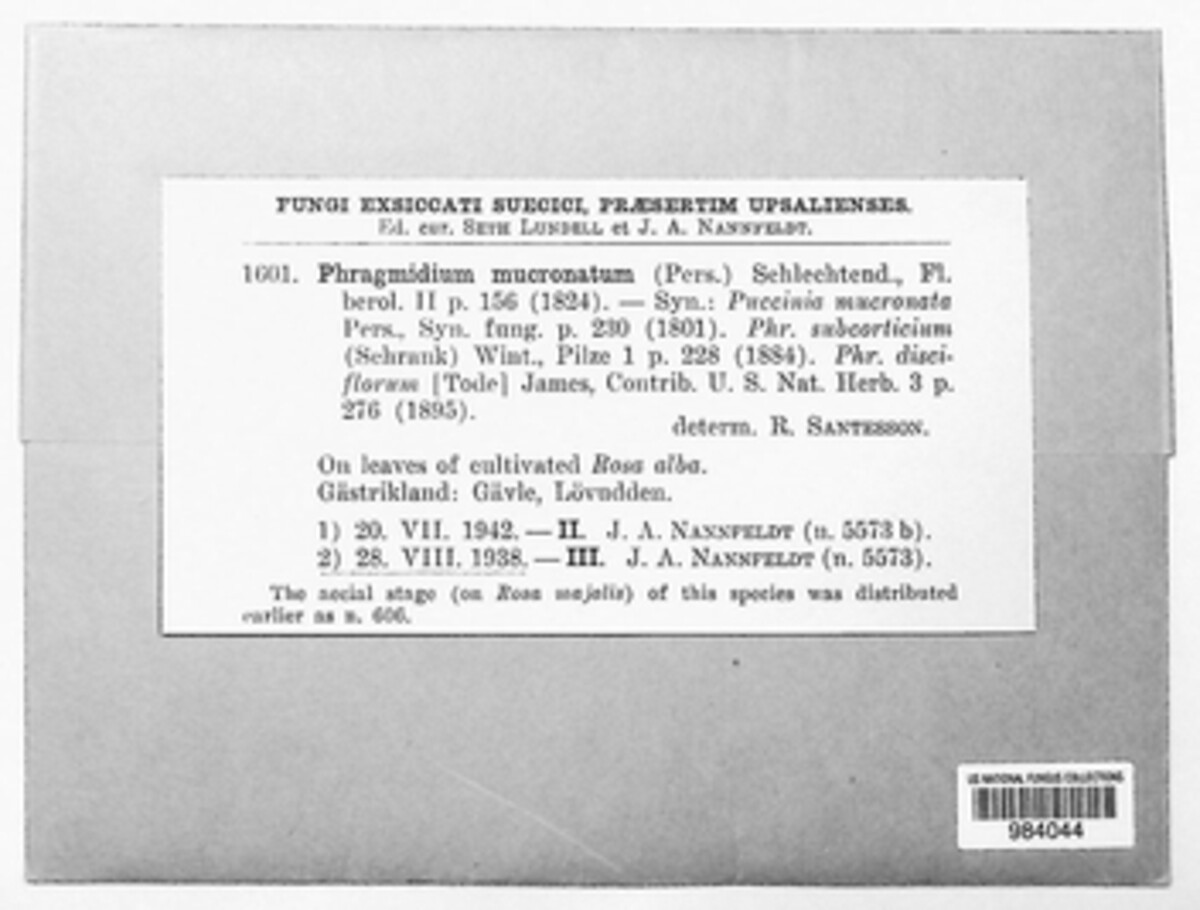 FUNGI EXSICCATI SUECICI, PRÆSERTIM UPSALIENSES.
Ed. cur. SETH LUNDELL et J. A. NANNFELDT.
1601. Phragmidium mucronatum (Pers.) Schlechtend., Fl.
berol. II p. 156 (1824). — Syn.: Puccinia mucronata
Pers., Syn. fung. p. 230 (1801). Phr. subcorticium
(Schrank) Wint., Pilze 1 p. 228 (1884). Phr. disci-
florum [Tode] James, Contrib. U. S. Nat. Herb. 3 p.
276 (1895).
determ. R. SANTESSON.
On leaves of cultivated Rosa alba.
Gästrikland: Gävle, Lövudden.
1) 20. VII. 1942. — II. J. A. NANNFELDT (n. 5573 b).
2) 28. VIII. 1938. — III. J. A. NANNFELDT (n. 5573).
The aecial stage (on Rosa majalis) of this species was distributed
earlier as n. 606.
US NATIONAL FUNGUS COLLECTIONS
984044